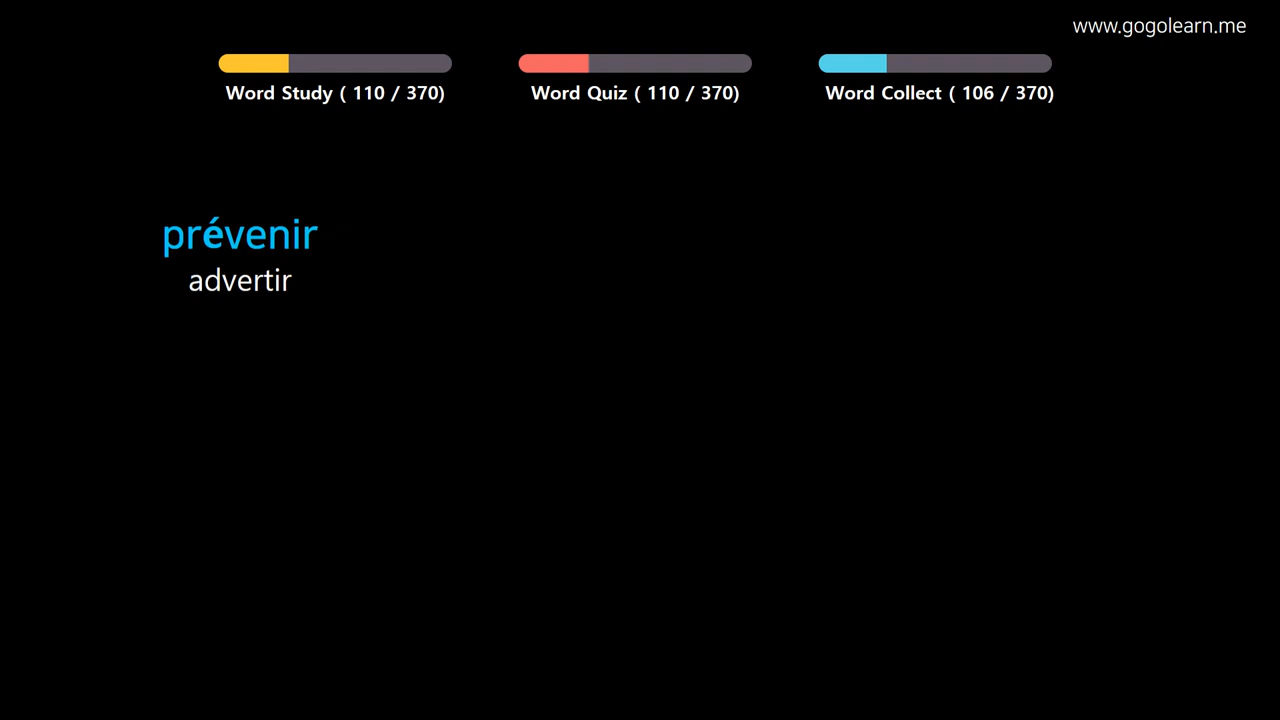 www.gogolearn.me
Word Study ( 110 / 370)
Word Quiz ( 110 / 370)
Word Collect ( 106 / 370)
prévenir
advertir